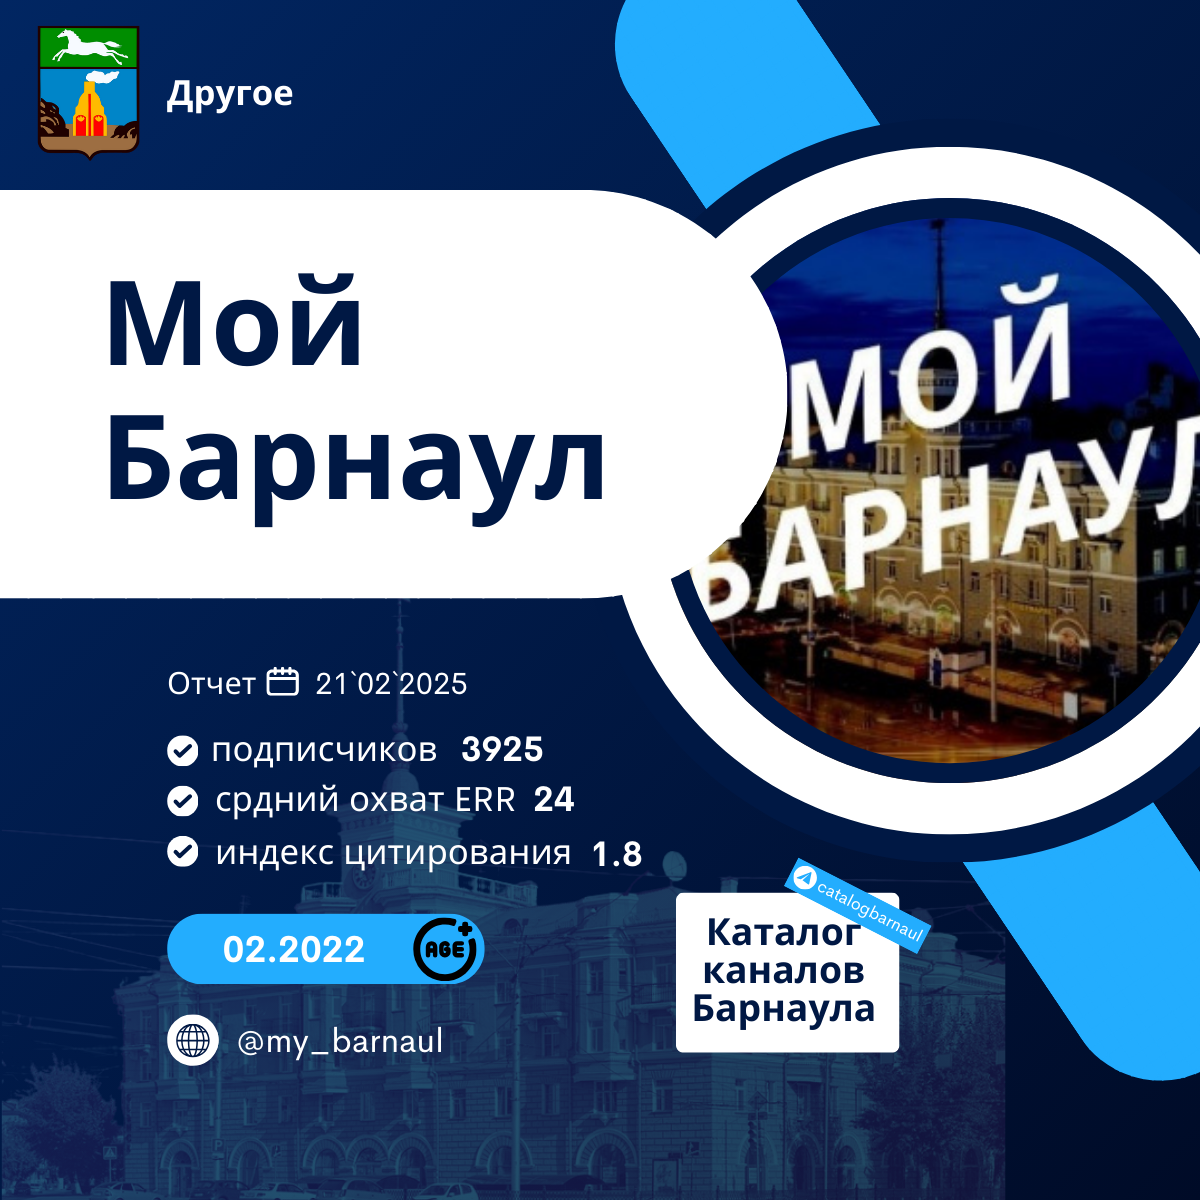 Другое
Мой
Барнаул
МОЙ
БАРНАУЛ
Отчет 21`02`2025
подписчиков 3925
срдний охват ERR 24
индекс цитирования 1.8
02.2022
AGE+
@my_barnaul
catalogbarnaul
Каталог
каналов
Барнаула